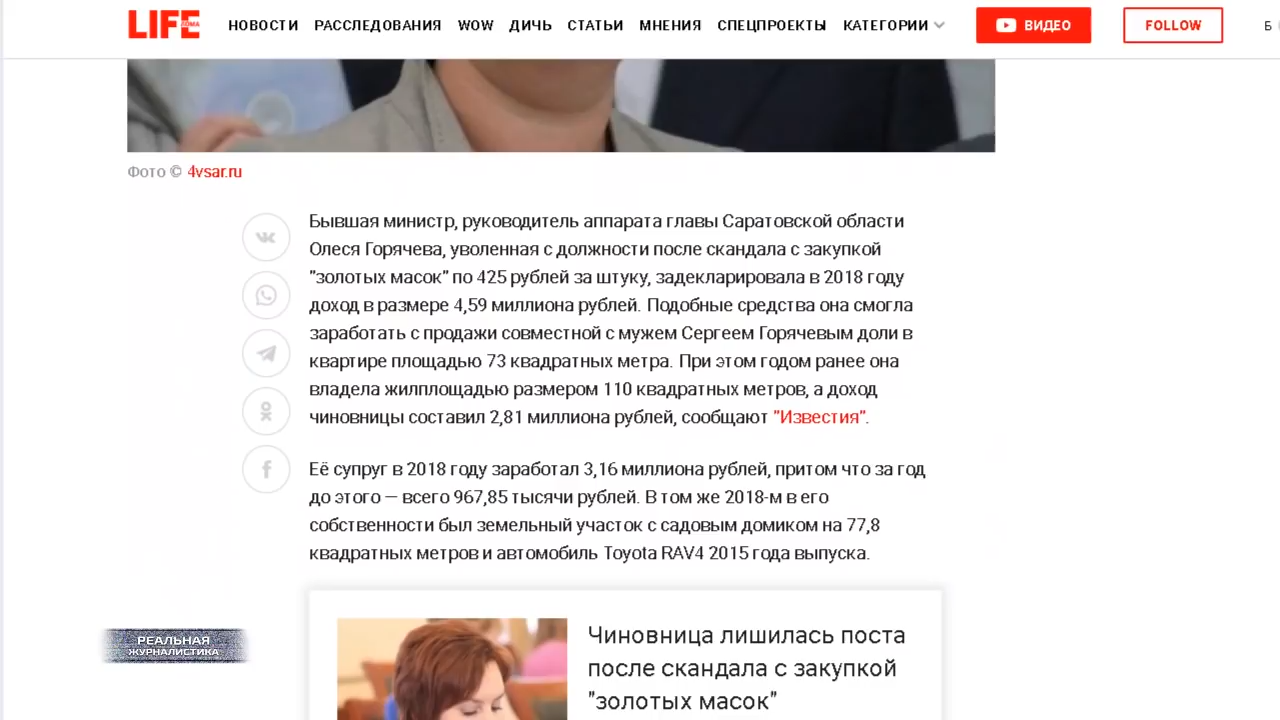 LIFE ДОМА НОВОСТИ РАССЛЕДОВАНИЯ WOW ДИЧЬ СТАТЬИ МНЕНИЯ СПЕЦПРОЕКТЫ КАТЕГОРИИ ВИДЕО FOLLOW Б
Фото © 4vsar.ru
Бывшая министр, руководитель аппарата главы Саратовской области
Олеся Горячева, уволенная с должности после скандала с закупкой
"золотых масок" по 425 рублей за штуку, задекларировала в 2018 году
доход в размере 4,59 миллиона рублей. Подобные средства она смогла
заработать с продажи совместной с мужем Сергеем Горячевым доли в
квартире площадью 73 квадратных метра. При этом годом ранее она
владела жилплощадью размером 110 квадратных метров, а доход
чиновницы составил 2,81 миллиона рублей, сообщают "Известия".
Её супруг в 2018 году заработал 3,16 миллиона рублей, притом что за год
до этого — всего 967,85 тысячи рублей. В том же 2018-м в его
собственности был земельный участок с садовым домиком на 77,8
квадратных метров и автомобиль Toyota RAV4 2015 года выпуска.
Чиновница лишилась поста
после скандала с закупкой
"золотых масок"
РЕАЛЬНАЯ
ЖУРНАЛИСТИКА